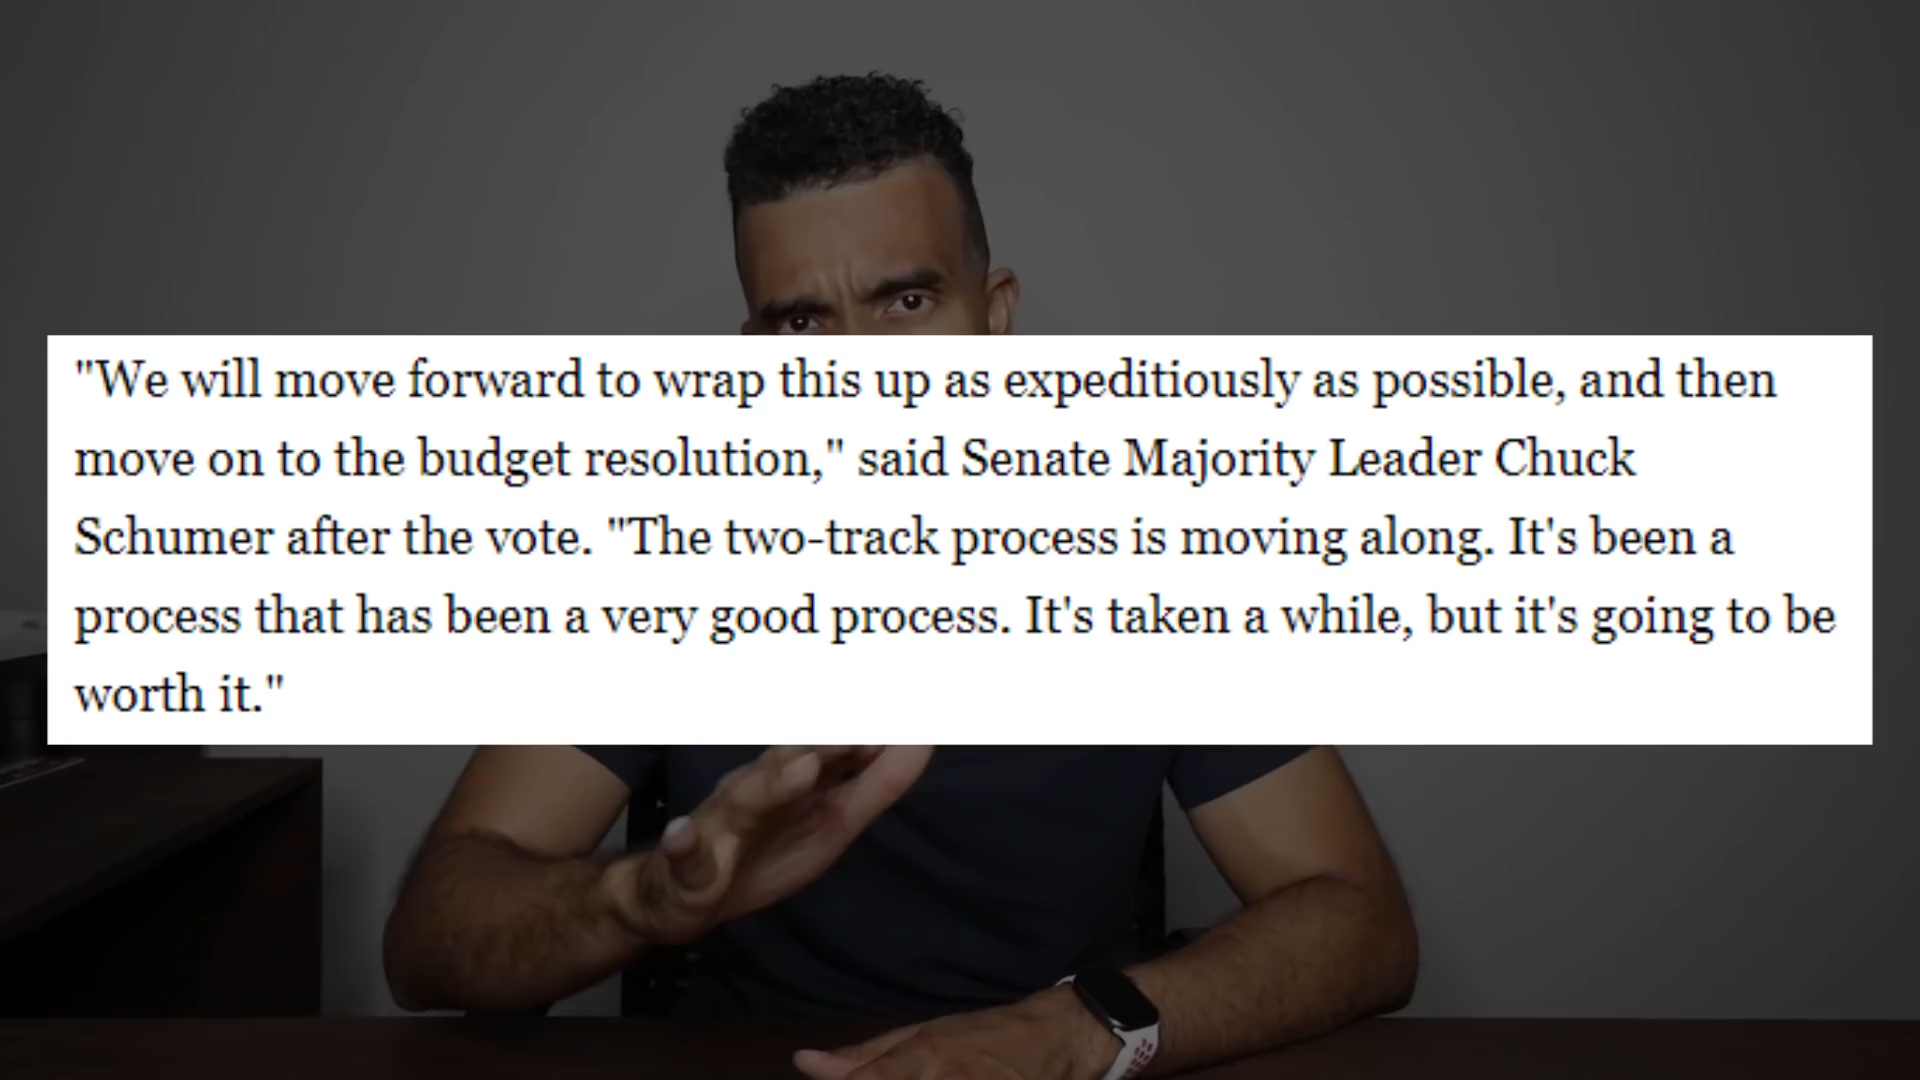 "We will move forward to wrap this up as expeditiously as possible, and then
move on to the budget resolution," said Senate Majority Leader Chuck
Schumer after the vote. "The two-track process is moving along. It's been a
process that has been a very good process. It's taken a while, but it's going to be
worth it."